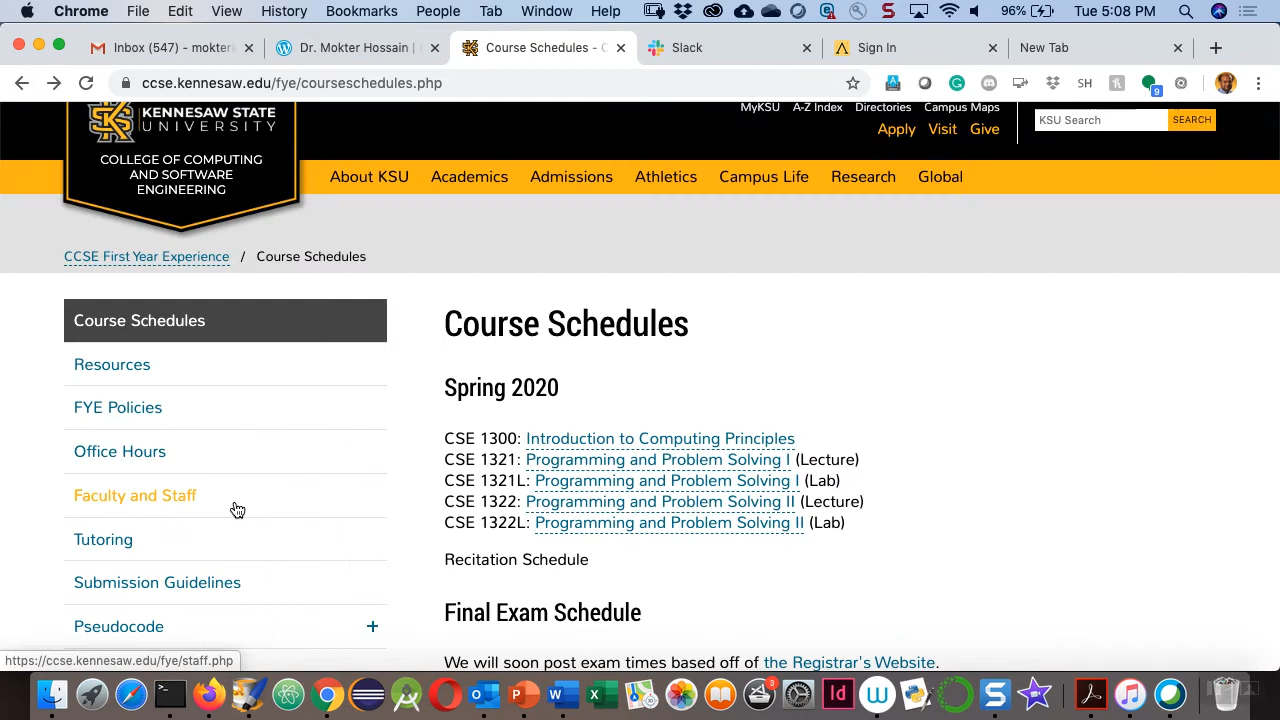 Chrome File Edit View History Bookmarks People Tab Window Help 96% Tue 5:08 PM
Inbox (547) - mokter
Dr. Mokter Hossain |
Course Schedules - C
Slack
Sign In
New Tab
ccse.kennesaw.edu/fye/courseschedules.php
SH
9
KENNESAW STATE
UNIVERSITY
COLLEGE OF COMPUTING
AND SOFTWARE
ENGINEERING
MyKSU A-Z Index Directories Campus Maps
Apply Visit Give
KSU Search SEARCH
About KSU Academics Admissions Athletics Campus Life Research Global
CCSE First Year Experience / Course Schedules
Course Schedules
Resources
FYE Policies
Office Hours
Faculty and Staff
Tutoring
Submission Guidelines
Pseudocode +
Course Schedules
Spring 2020
CSE 1300: Introduction to Computing Principles
CSE 1321: Programming and Problem Solving I (Lecture)
CSE 1321L: Programming and Problem Solving I (Lab)
CSE 1322: Programming and Problem Solving II (Lecture)
CSE 1322L: Programming and Problem Solving II (Lab)
Recitation Schedule
Final Exam Schedule
We will soon post exam times based off of the Registrar's Website.
https://ccse.kennesaw.edu/fye/staff.php
3
Id